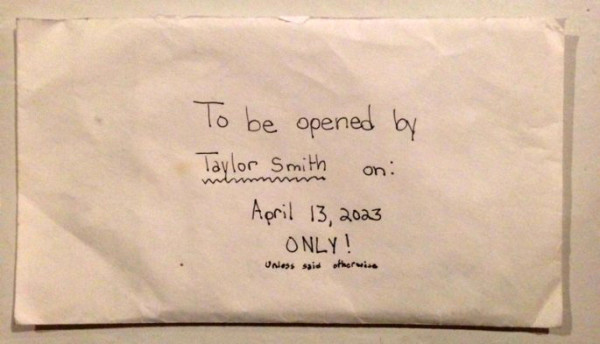 To be opened by
Taylor Smith on:
April 13, 2023
ONLY!
Unless said otherwise